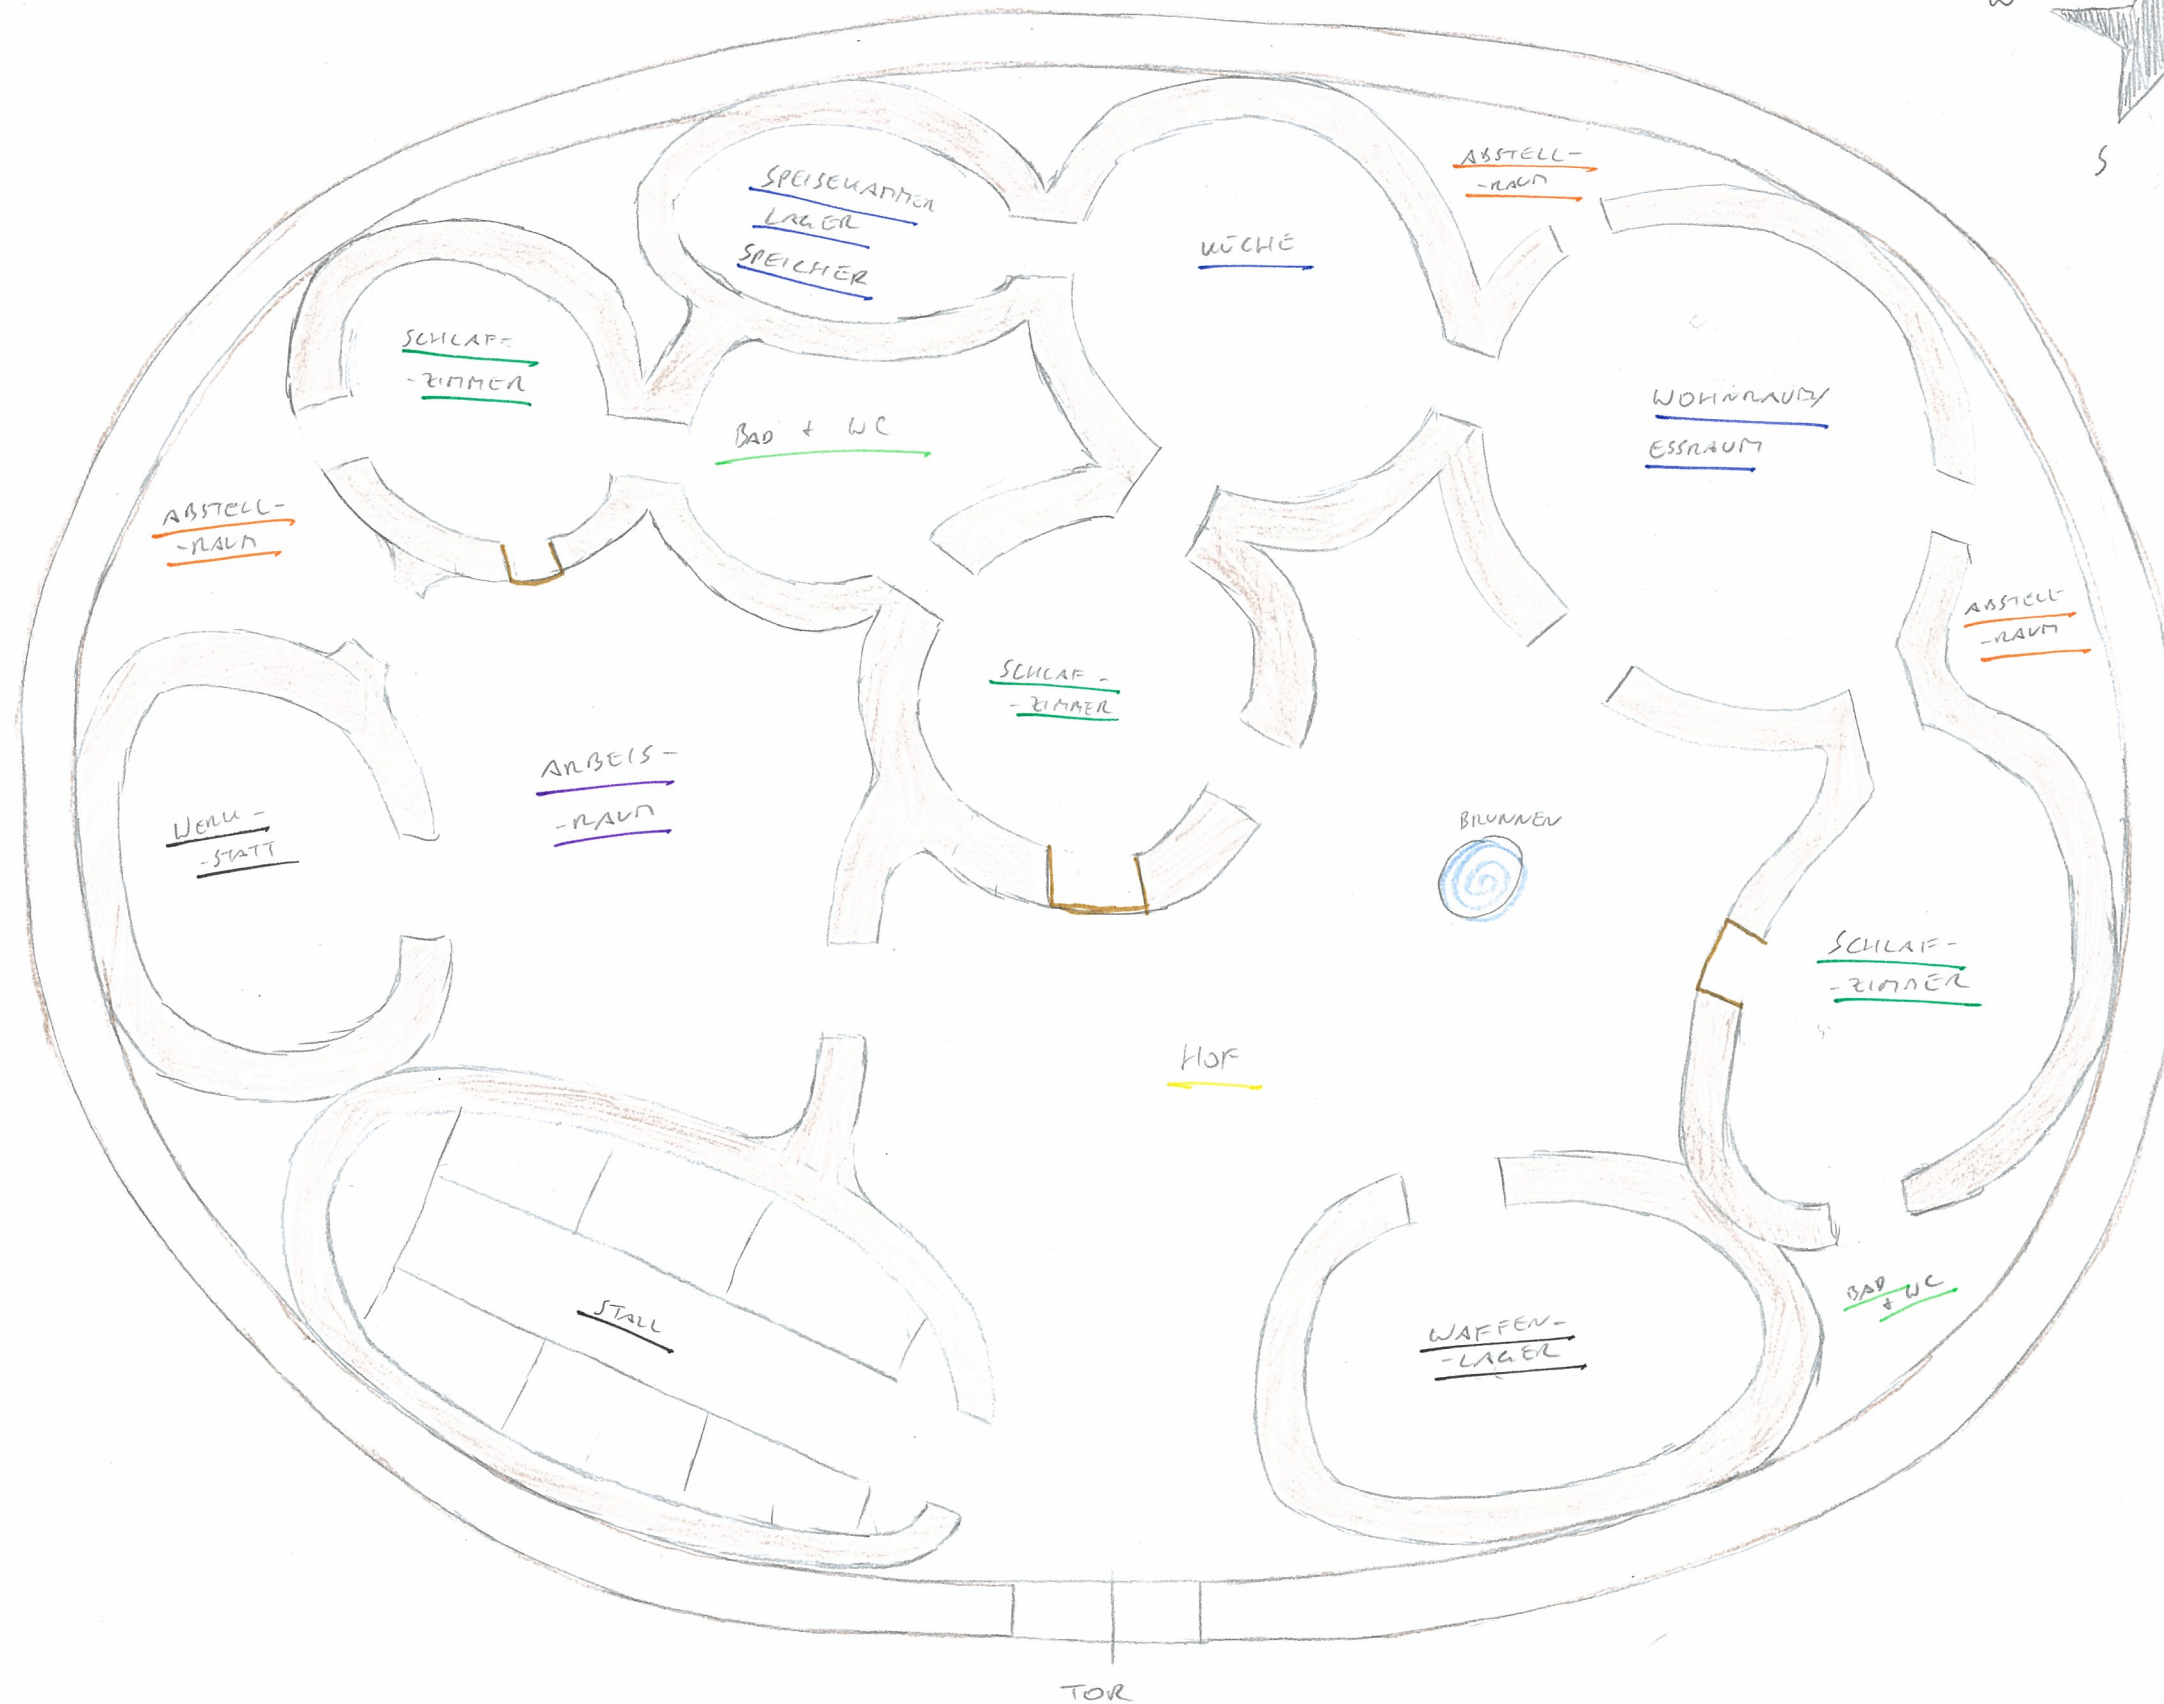 S
ABSTELL-
-RAUM
SPEISEKAMMER
LAGER
SPEICHER
KÜCHE
SCHLAF-
-ZIMMER
WOHNRAUM/
ESSRAUM
BAD + WC
ABSTELL-
-RAUM
ABSTELL-
-RAUM
SCHLAF-
-ZIMMER
ARBEIS-
-RAUM
WERK-
-STATT
BRUNNEN
SCHLAF-
-ZIMMER
HOF
BAD
+ WC
STALL
WAFFEN-
-LAGER
TOR